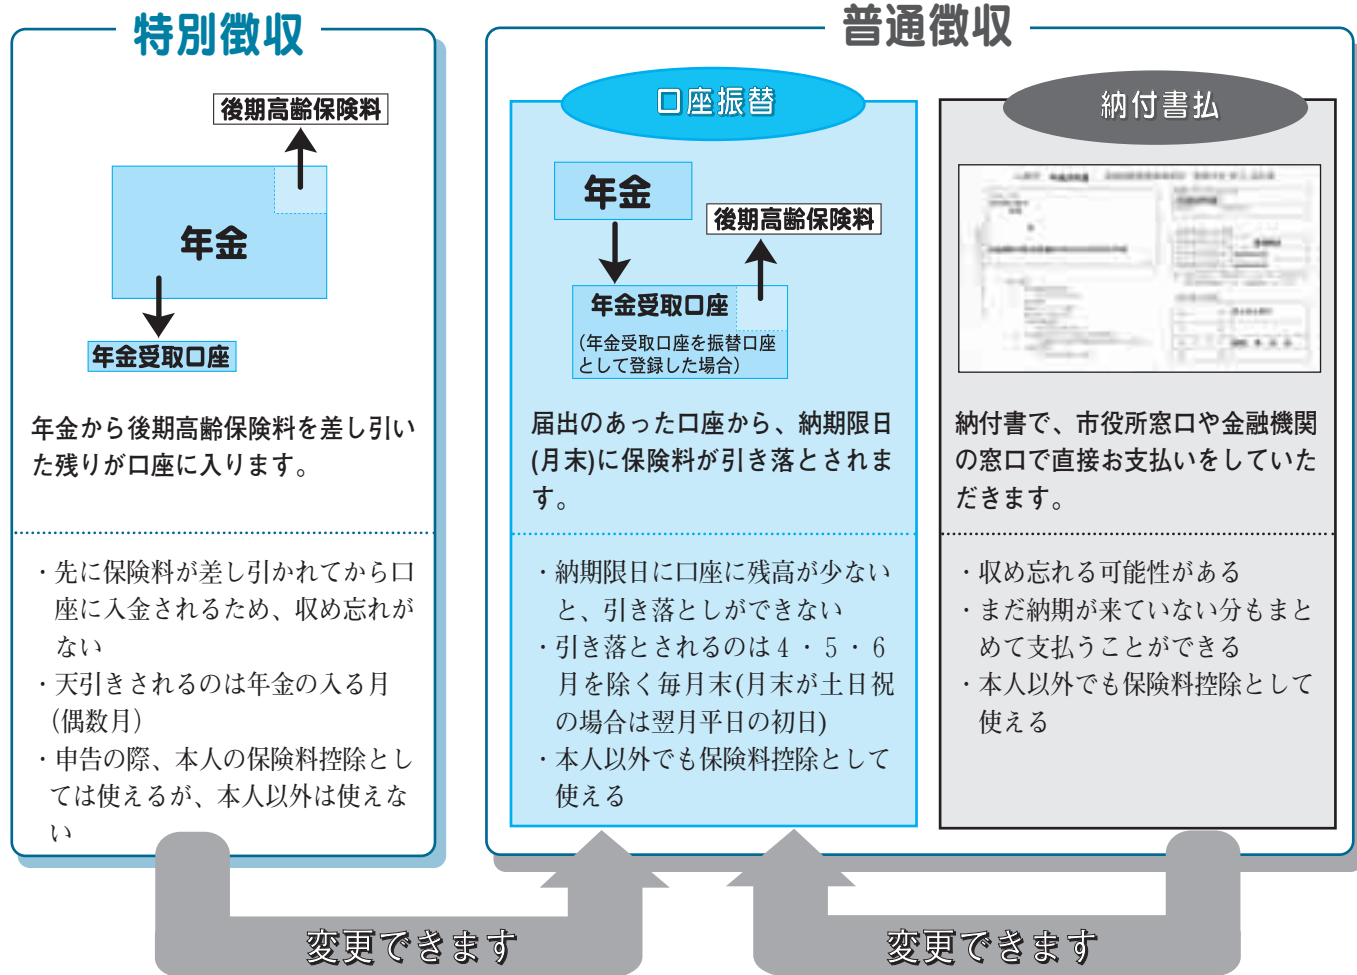 特別徴収
後期高齢保険料
年金
年金受取口座
年金から後期高齢保険料を差し引い
た残りが口座に入ります。
・先に保険料が差し引かれてから口
座に入金されるため、収め忘れが
ない
・天引きされるのは年金の入る月
（偶数月）
・申告の際、本人の保険料控除とし
ては使えるが、本人以外は使えな
い
普通徴収
口座振替
年金
後期高齢保険料
年金受取口座
（年金受取口座を振替口座
として登録した場合）
届出のあった口座から、納期限日
(月末)に保険料が引き落とされま
す。
・納期限日に口座に残高が少ない
と、引き落としができない
・引き落とされるのは４・５・６
月を除く毎月末(月末が土日祝
の場合は翌月平日の初日)
・本人以外でも保険料控除として
使える
納付書払
納付書で、市役所窓口や金融機関
の窓口で直接お支払いをしていた
だきます。
・収め忘れる可能性がある
・まだ納期が来ていない分もまと
めて支払うことができる
・本人以外でも保険料控除として
使える
変更できます
変更できます